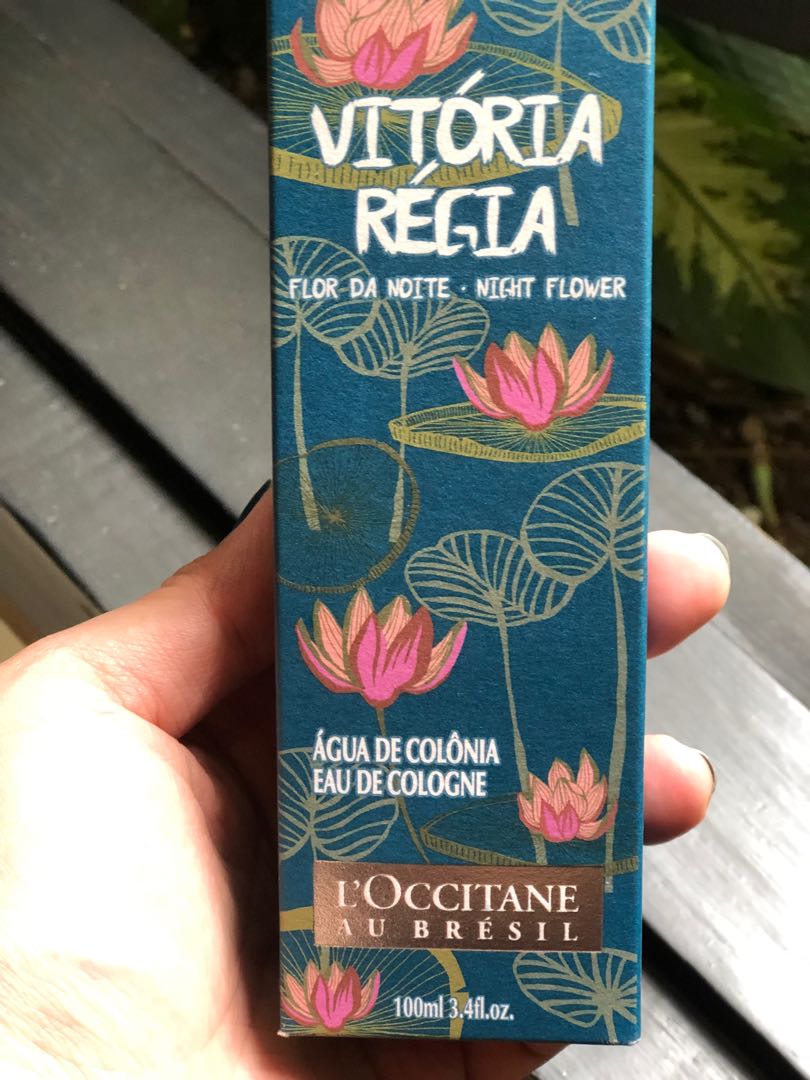 VITÓRIA
RÉGIA
FLOR DA NOITE · NIGHT FLOWER
ÁGUA DE COLÔNIA
EAU DE COLOGNE
L'OCCITANE
AU BRÉSIL
100ml 3.4fl.oz.